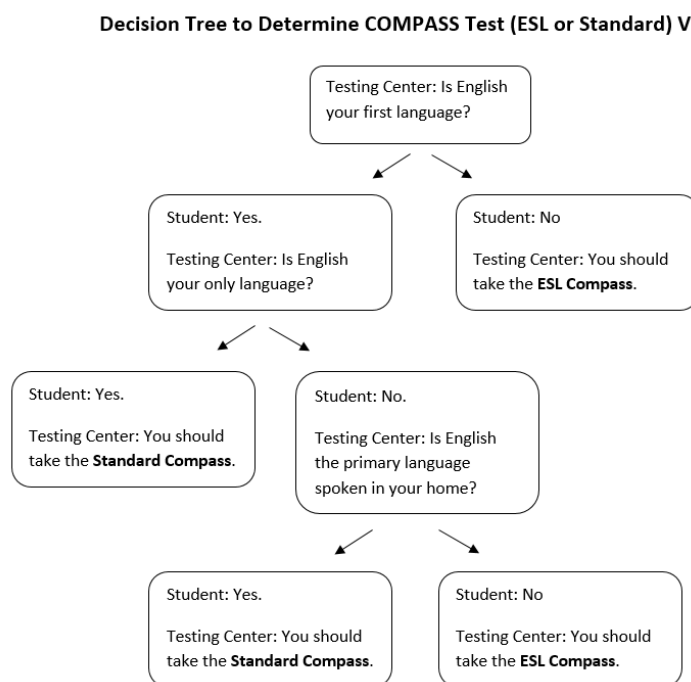 Decision Tree to Determine COMPASS Test (ESL or Standard) V
Testing Center: Is English
your first language?
Student: Yes.
Testing Center: Is English
your only language?
Student: No
Testing Center: You should
take the ESL Compass.
Student: Yes.
Testing Center: You should
take the Standard Compass.
Student: No.
Testing Center: Is English
the primary language
spoken in your home?
Student: Yes.
Testing Center: You should
take the Standard Compass.
Student: No
Testing Center: You should
take the ESL Compass.